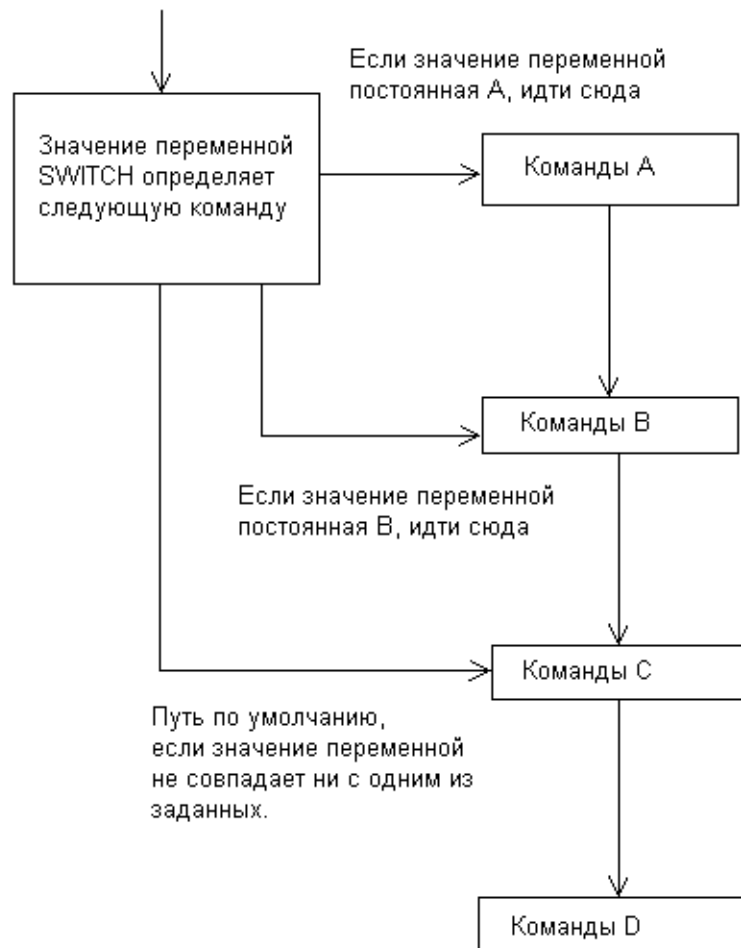 Если значение переменной
постоянная А, идти сюда
Значение переменной
SWITCH определяет
следующую команду
Команды А
Команды В
Если значение переменной
постоянная В, идти сюда
Команды С
Путь по умолчанию,
если значение переменной
не совпадает ни с одним из
заданных.
Команды D